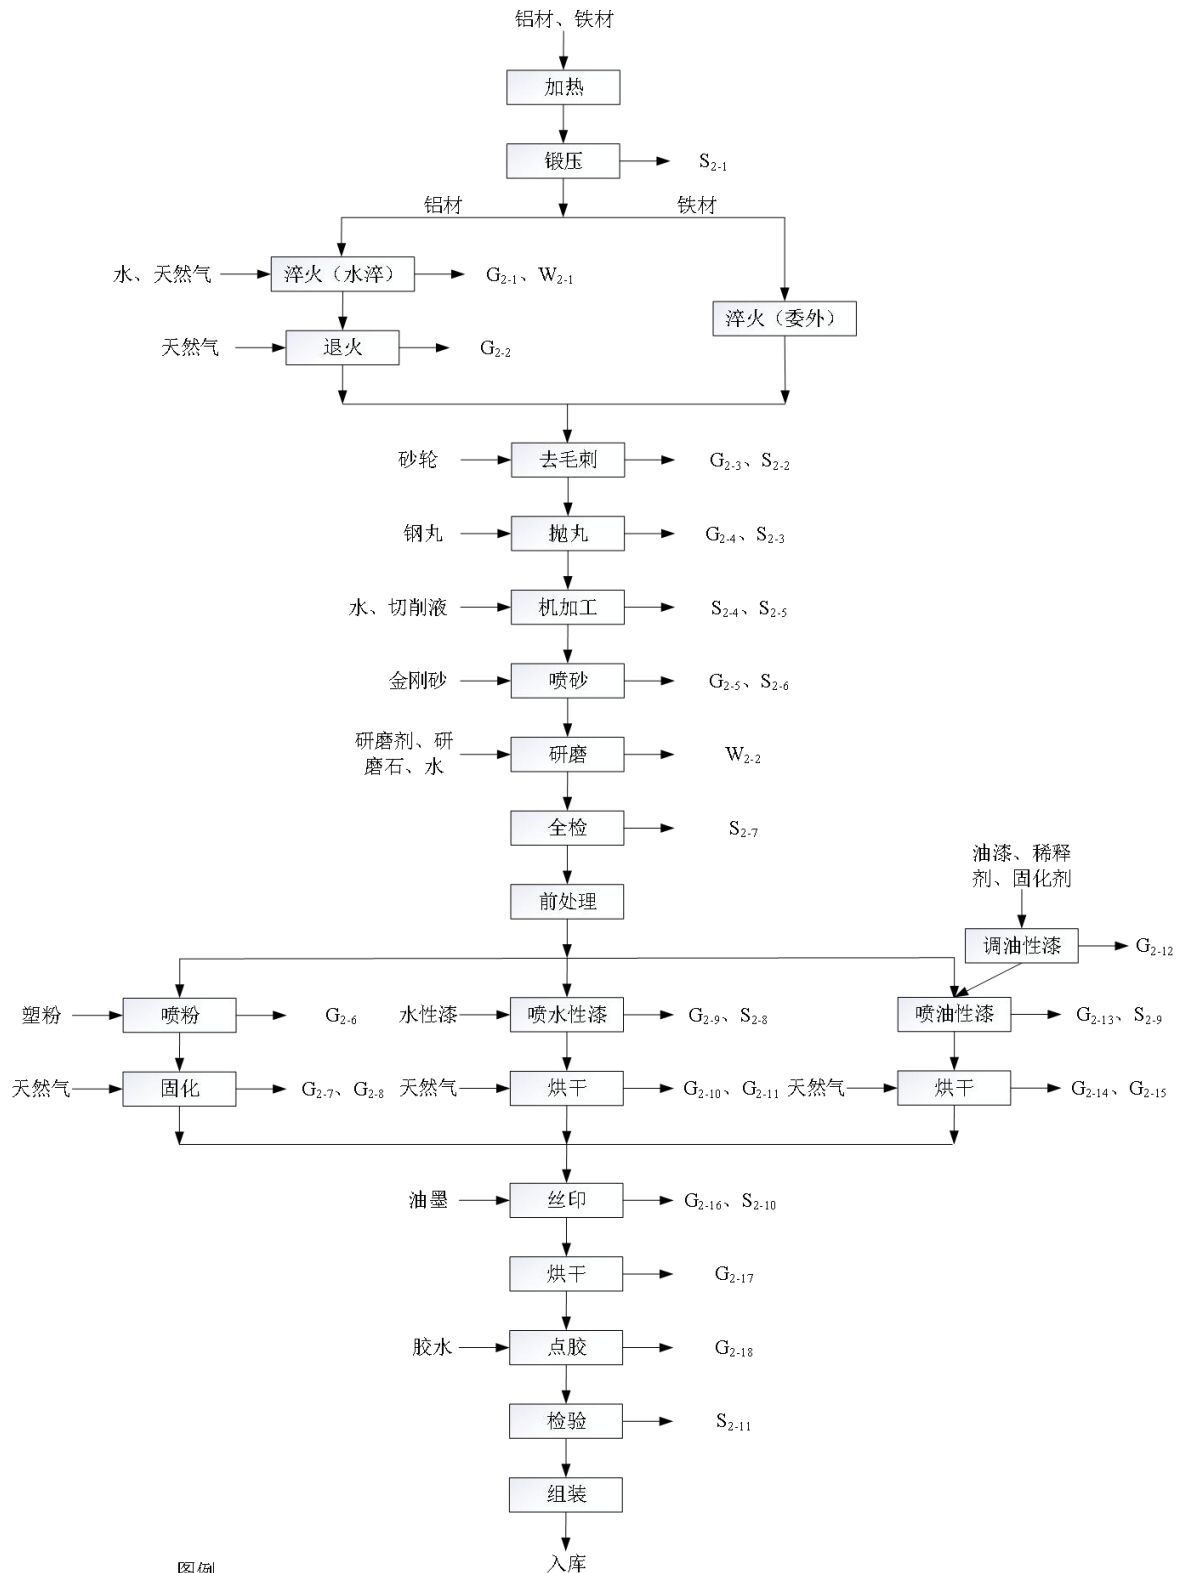 铝材、铁材
加热
锻压
S2-1
铝材
铁材
水、天然气
淬火（水淬）
G2-1、W2-1
淬火（委外）
天然气
退火
G2-2
砂轮
去毛刺
G2-3、S2-2
钢丸
抛丸
G2-4、S2-3
水、切削液
机加工
S2-4、S2-5
金刚砂
喷砂
G2-5、S2-6
研磨剂、研
磨石、水
研磨
W2-2
全检
S2-7
前处理
油漆、稀释
剂、固化剂
调油性漆
G2-12
塑粉
喷粉
G2-6
水性漆
喷水性漆
G2-9、S2-8
喷油性漆
G2-13、S2-9
天然气
固化
G2-7、G2-8
天然气
烘干
G2-10、G2-11
天然气
烘干
G2-14、G2-15
油墨
丝印
G2-16、S2-10
烘干
G2-17
胶水
点胶
G2-18
检验
S2-11
组装
入库
图例